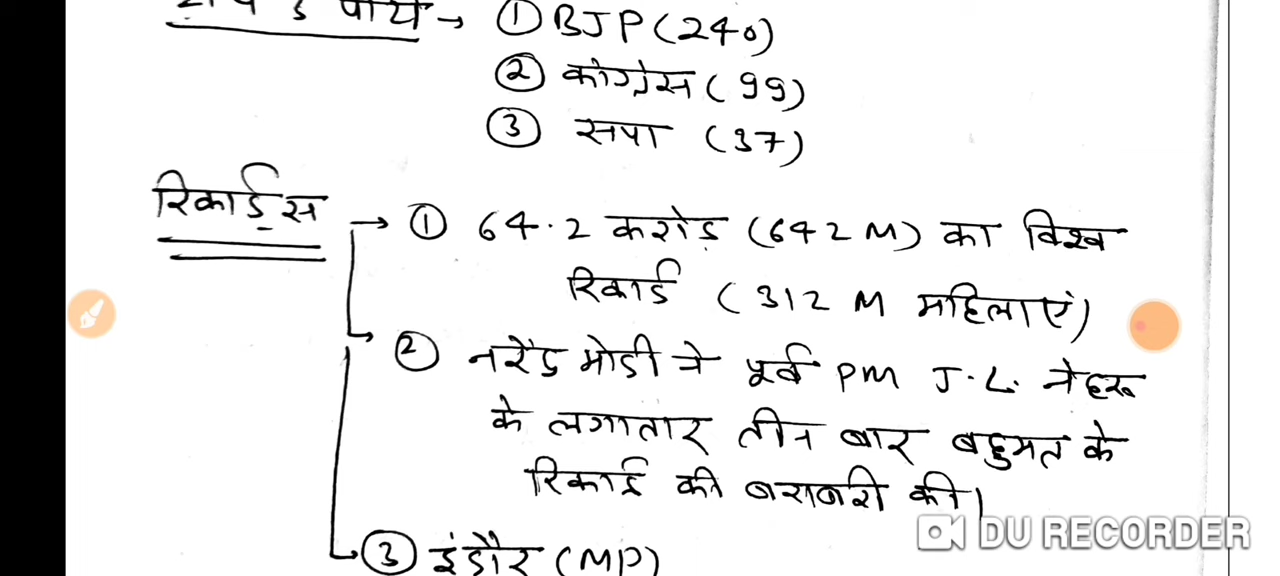 → ① BJP (240)
② कांग्रेस (99)
③ सपा (37)
रिकार्ड्स
→ ① 64.2 करोड़ (642 M) का विश्व
रिकार्ड (312 M महिलाएं)
→ ② नरेंद्र मोदी ने पूर्व PM J.L. नेहरू
के लगातार तीन बार बहुमत के
रिकार्ड की बराबरी की।
③ इंदौर (MP)
DU RECORDER